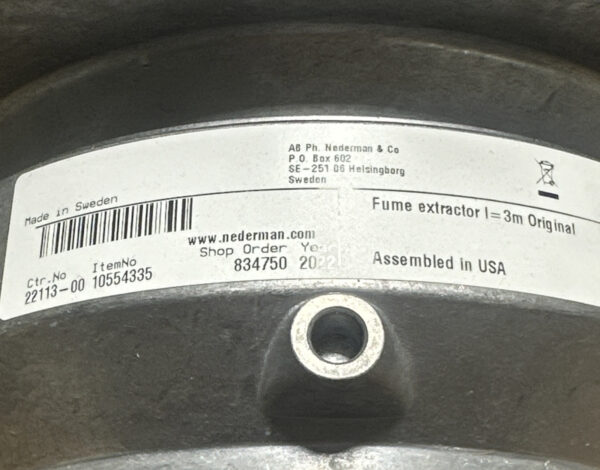 AB Ph. Nederman & Co
P.O. Box 602
SE-251 06 Helsingborg
Sweden
Made in Sweden
Fume extractor l=3m Original
www.nederman.com
Shop Order
834750 2022
Assembled in USA
Ctr.No ItemNo
22113-00 10554335